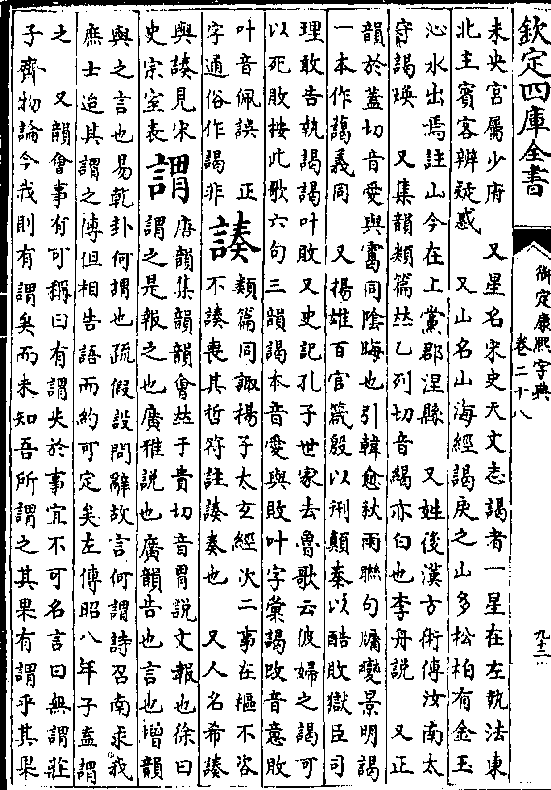 欽定四庫全書
御定康熙字典
卷二十八
九十二
未央宮屬少府　又星名宋史天文志謁者一星在左執法東
北主賓客辨疑惑　又山名山海經謁戾之山多松柏有金玉
沁水出焉註山今在上黨郡涅縣　又姓後漢方術傳汝南太
守謁煥　又集韻類篇𠀤乙列切音紻亦白也李舟說　又正
韻於蓋切音愛與靄同陰晦也引韓愈秋雨聯句牖變景明謁
一本作藹義同　又揚雄百官箴殷以刑顛秦以酷敗獄臣司
理敢告執謁謁叶敗　又史記孔子世家去魯歌云彼婦之謁可
以死敗按此歌六句三韻謁本音愛與敗叶字彙謁改音意敗
叶音佩誤　正
字通俗作謁非
諉
類篇同諏揚子太玄經次二事在樞不咨
不諉喪其哲符註諉奏也　又人名希諉
與諉見宋
史宗室表
謂
唐韻集韻韻會𠀤于貴切音胃說文報也徐曰
謂之是報之也廣雅說也廣韻告也言也增韻
與之言也易乾卦何謂也疏假設問辭故言何謂詩召南求我
庶士迨其謂之傳但相告語而約可定矣左傳昭八年子盍謂
之　又韻會事有可稱曰有謂失於事宜不可名言曰無謂莊
子齊物論今我則有謂矣而未知吾所謂之其果有謂乎其果